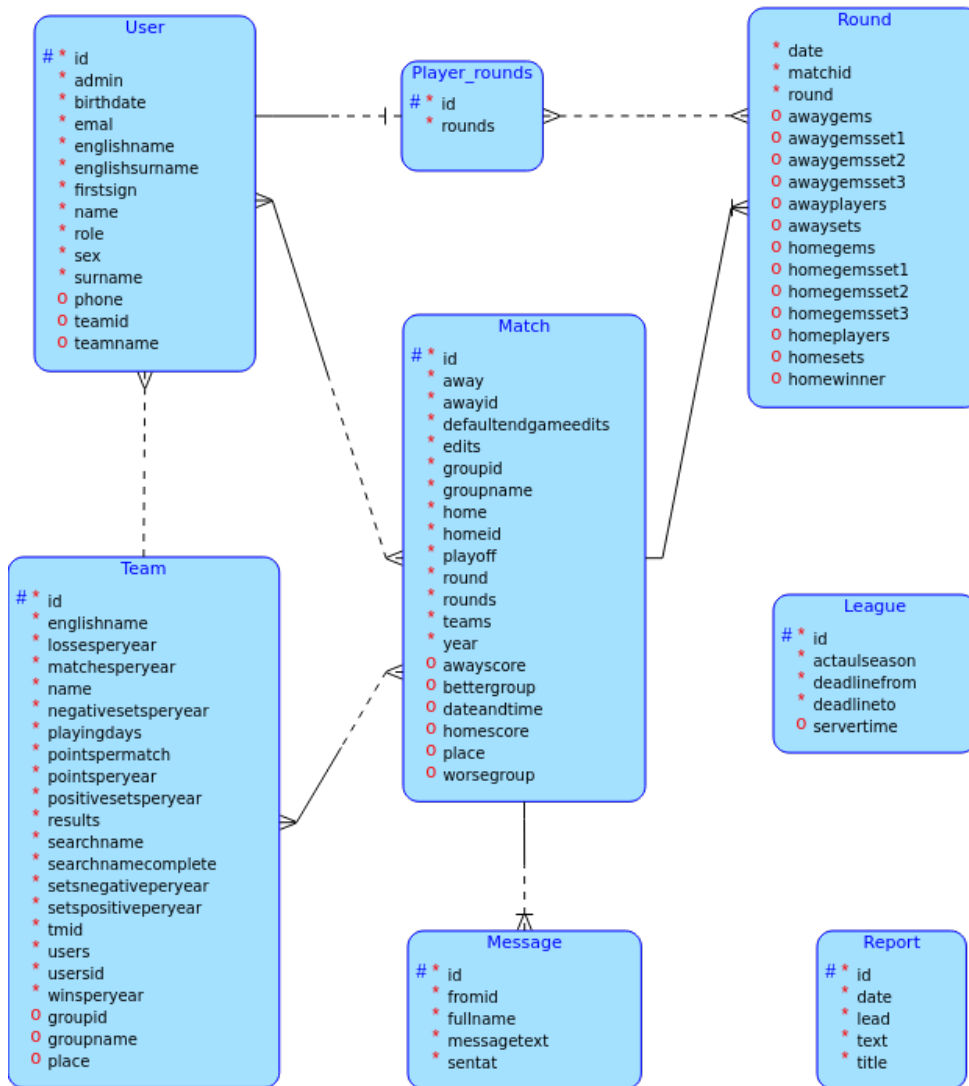 User
# * id
* admin
* birthdate
* emal
* englishname
* englishsurname
* firstsign
* name
* role
* sex
* surname
o phone
o teamid
o teamname
Player_rounds
# * id
* rounds
Round
* date
* matchid
* round
o awaygems
o awaygemsset1
o awaygemsset2
o awaygemsset3
o awayplayers
o awaysets
o homegems
o homegemsset1
o homegemsset2
o homegemsset3
o homeplayers
o homesets
o homewinner
Match
# * id
* away
* awayid
* defaultendgameedits
* edits
* groupid
* groupname
* home
* homeid
* playoff
* round
* rounds
* teams
* year
o awayscore
o bettergroup
o dateandtime
o homescore
o place
o worsegroup
Team
# * id
* englishname
* lossesperyear
* matchesperyear
* name
* negativesetsperyear
* playingdays
* pointspermatch
* pointsperyear
* positivesetsperyear
* results
* searchname
* searchnamecomplete
* setsnegativeperyear
* setspositiveperyear
* tmid
* users
* usersid
* winsperyear
o groupid
o groupname
o place
League
# * id
* actaulseason
* deadlinefrom
* deadlineto
o servertime
Message
# * id
* fromid
* fullname
* messagetext
* sentat
Report
# * id
* date
* lead
* text
* title